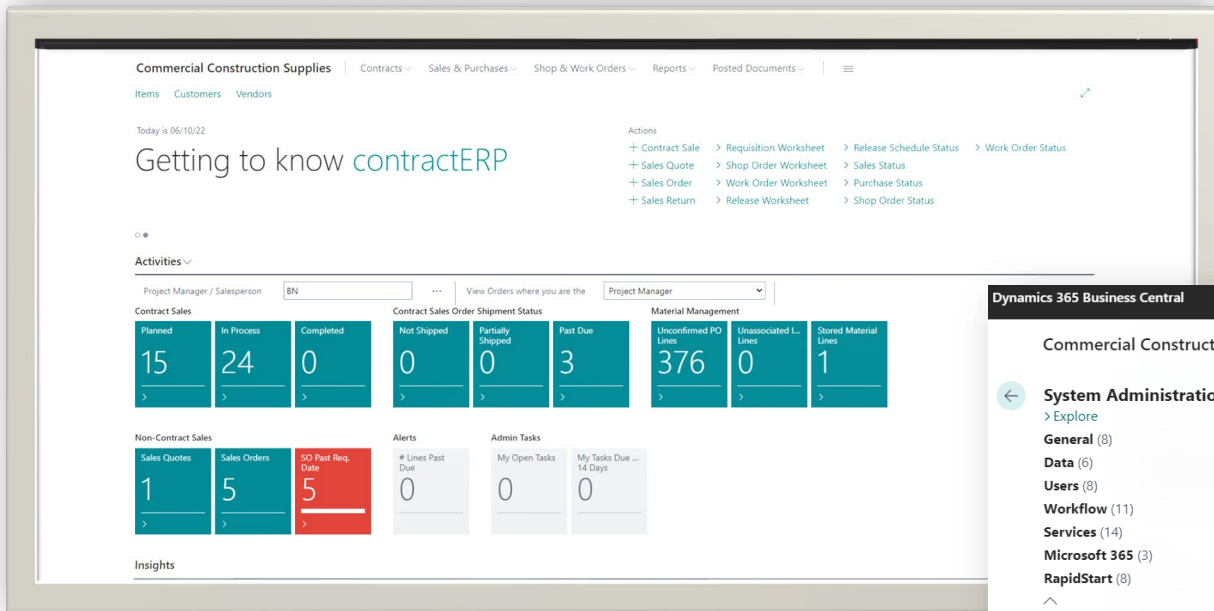 Commercial Construction Supplies Contracts Sales & Purchases Shop & Work Orders Reports Posted Documents
Items Customers Vendors
Today is 06/10/22
Getting to know contractERP
Actions
+ Contract Sale > Requisition Worksheet > Release Schedule Status > Work Order Status
+ Sales Quote > Shop Order Worksheet > Sales Status
+ Sales Order > Work Order Worksheet > Purchase Status
+ Sales Return > Release Worksheet > Shop Order Status
Activities
Project Manager / Salesperson BN ... View Orders where you are the Project Manager
Contract Sales Contract Sales Order Shipment Status Material Management
Planned In Process Completed Not Shipped Partially Shipped Past Due Unconfirmed PO Lines Unassociated I... Lines Stored Material Lines
15 24 0 0 0 3 376 0 1
Non-Contract Sales Alerts Admin Tasks
Sales Quotes Sales Orders SO Past Req. Date # Lines Past Due My Open Tasks My Tasks Due ... 14 Days
1 5 5 0 0 0
Insights
Dynamics 365 Business Central
Commercial Construct
System Administratio
> Explore
General (8)
Data (6)
Users (8)
Workflow (11)
Services (14)
Microsoft 365 (3)
RapidStart (8)